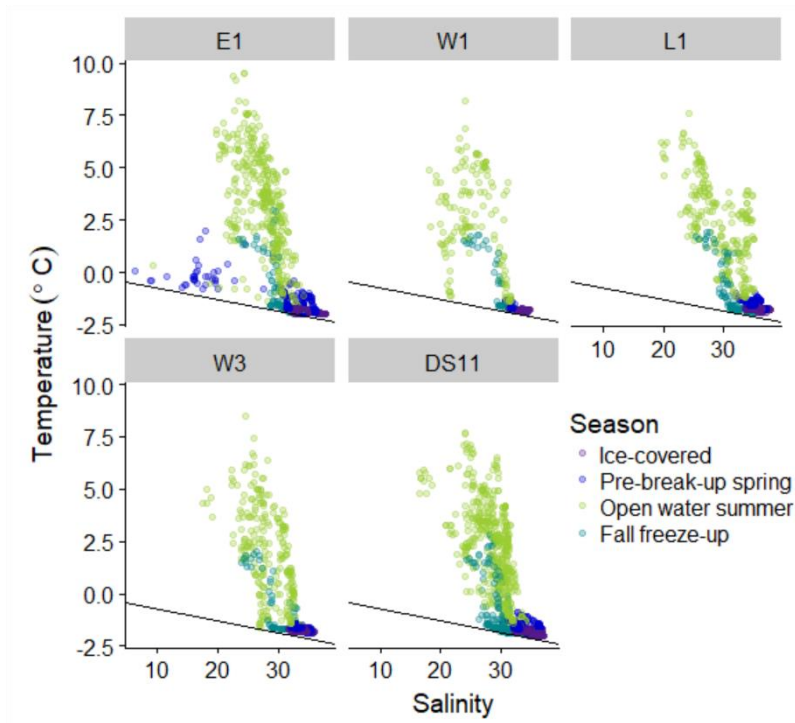 E1
W1
L1
10.0
7.5
5.0
2.5
0.0
-2.5
10
20
30
W3
DS11
10.0
7.5
5.0
2.5
0.0
-2.5
10
20
30
10
20
30
Temperature (° C)
Salinity
Season
Ice-covered
Pre-break-up spring
Open water summer
Fall freeze-up